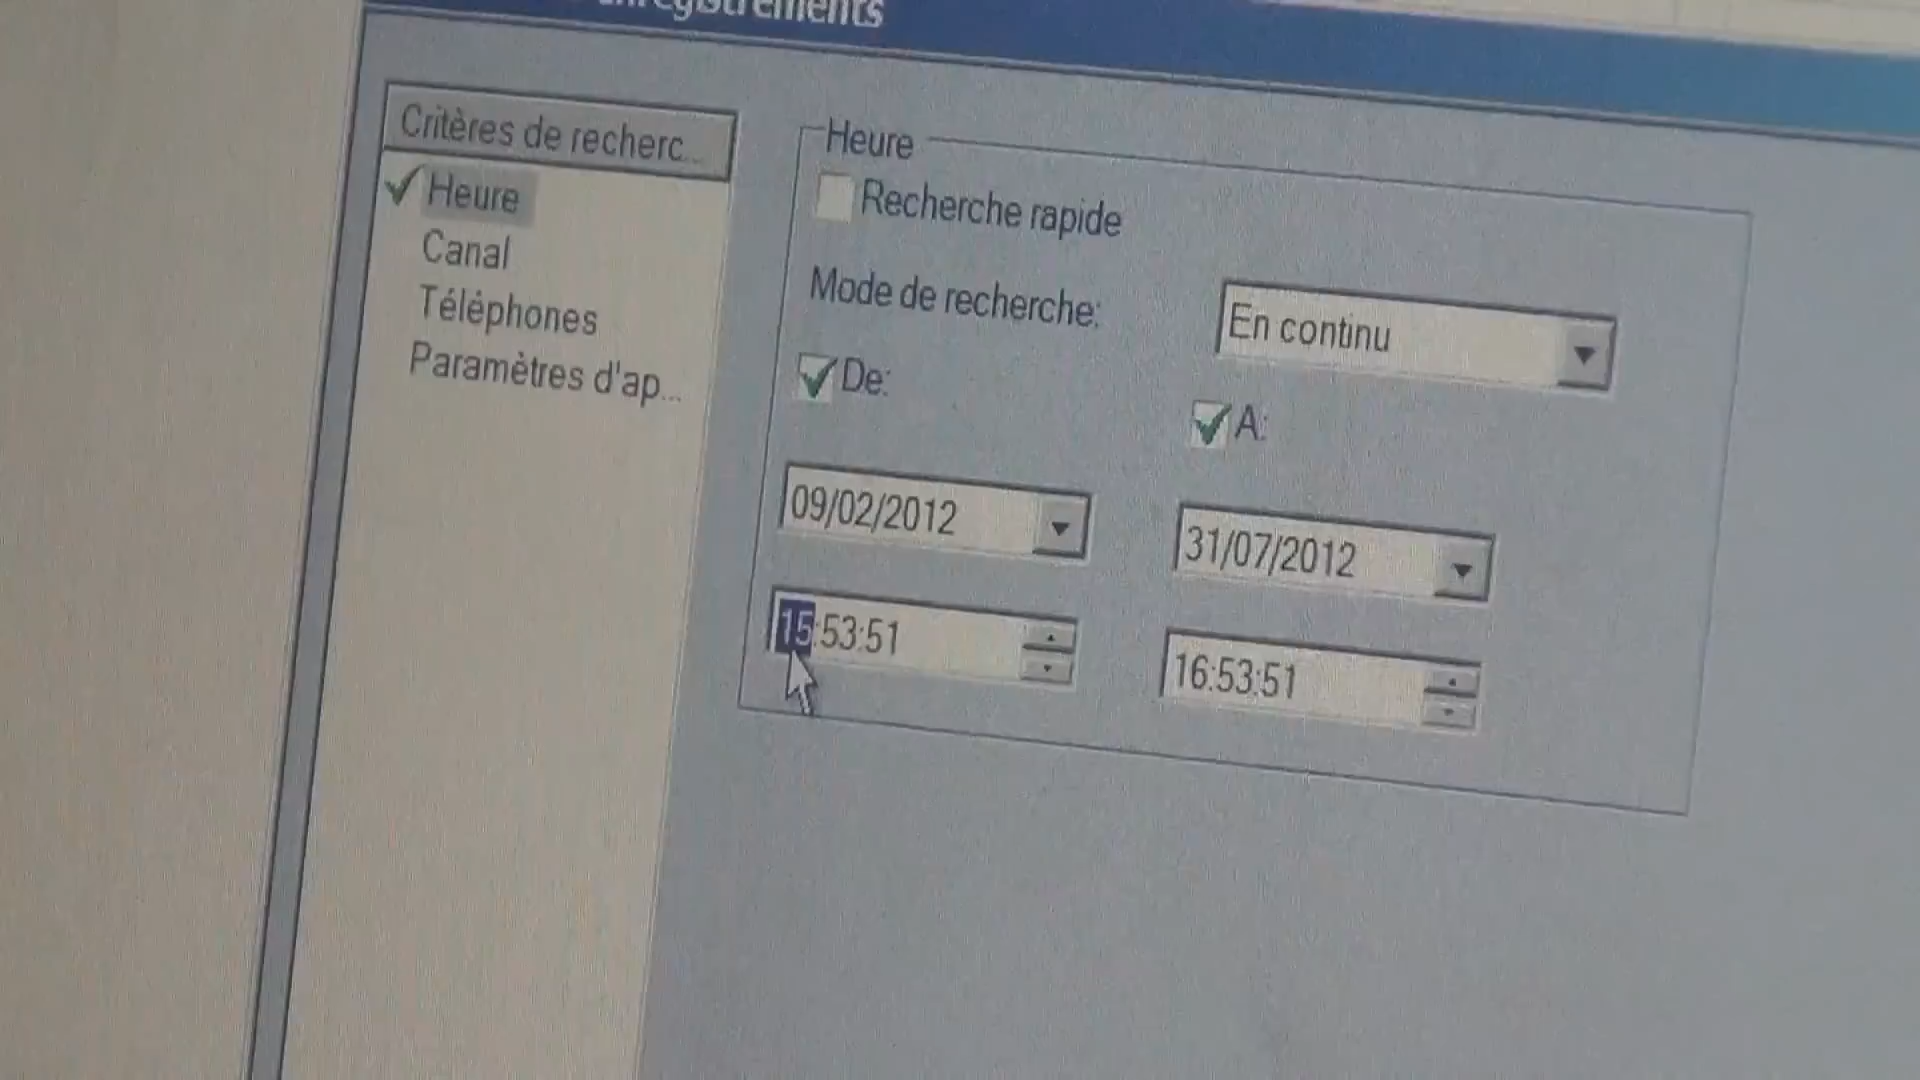 Enregistrements
Critères de recherc...
Heure
Canal
Téléphones
Paramètres d'ap...
Heure
Recherche rapide
Mode de recherche:
En continu
De:
A:
09/02/2012
31/07/2012
15:53:51
16:53:51